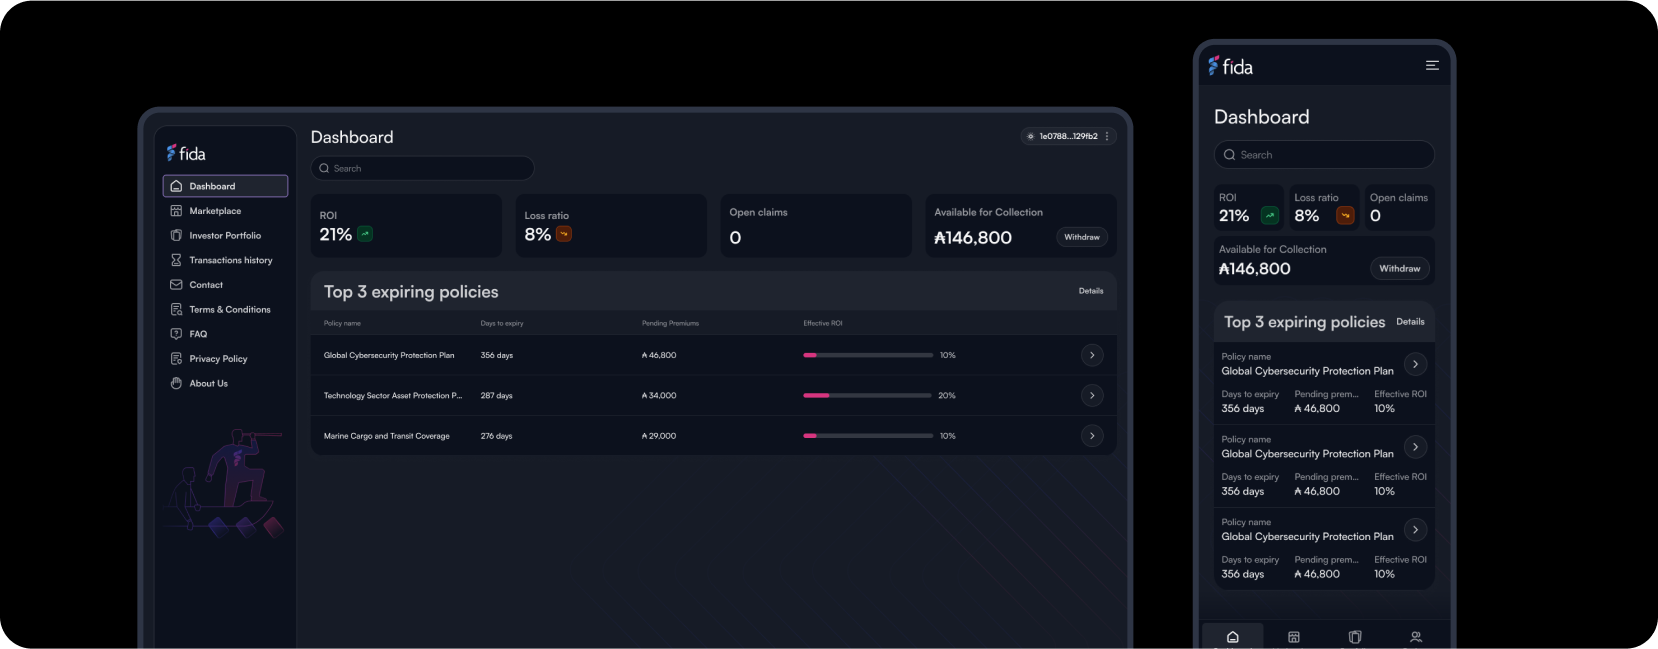 fida
Dashboard
Marketplace
Investor Portfolio
Transactions history
Contact
Terms & Conditions
FAQ
Privacy Policy
About Us
Dashboard
1e0788...129fb2
Search
ROI
21%
Loss ratio
8%
Open claims
0
Available for Collection
₳146,800
Withdraw
Top 3 expiring policies
Details
Policy name Days to expiry Pending Premiums Effective ROI
Global Cybersecurity Protection Plan 356 days ₳ 46,800 10%
Technology Sector Asset Protection P... 287 days ₳ 34,000 20%
Marine Cargo and Transit Coverage 276 days ₳ 29,000 10%
fida
Dashboard
Search
ROI
21%
Loss ratio
8%
Open claims
0
Available for Collection
₳146,800
Withdraw
Top 3 expiring policies
Details
Policy name
Global Cybersecurity Protection Plan
Days to expiry Pending prem... Effective ROI
356 days ₳ 46,800 10%
Policy name
Global Cybersecurity Protection Plan
Days to expiry Pending prem... Effective ROI
356 days ₳ 46,800 10%
Policy name
Global Cybersecurity Protection Plan
Days to expiry Pending prem... Effective ROI
356 days ₳ 46,800 10%